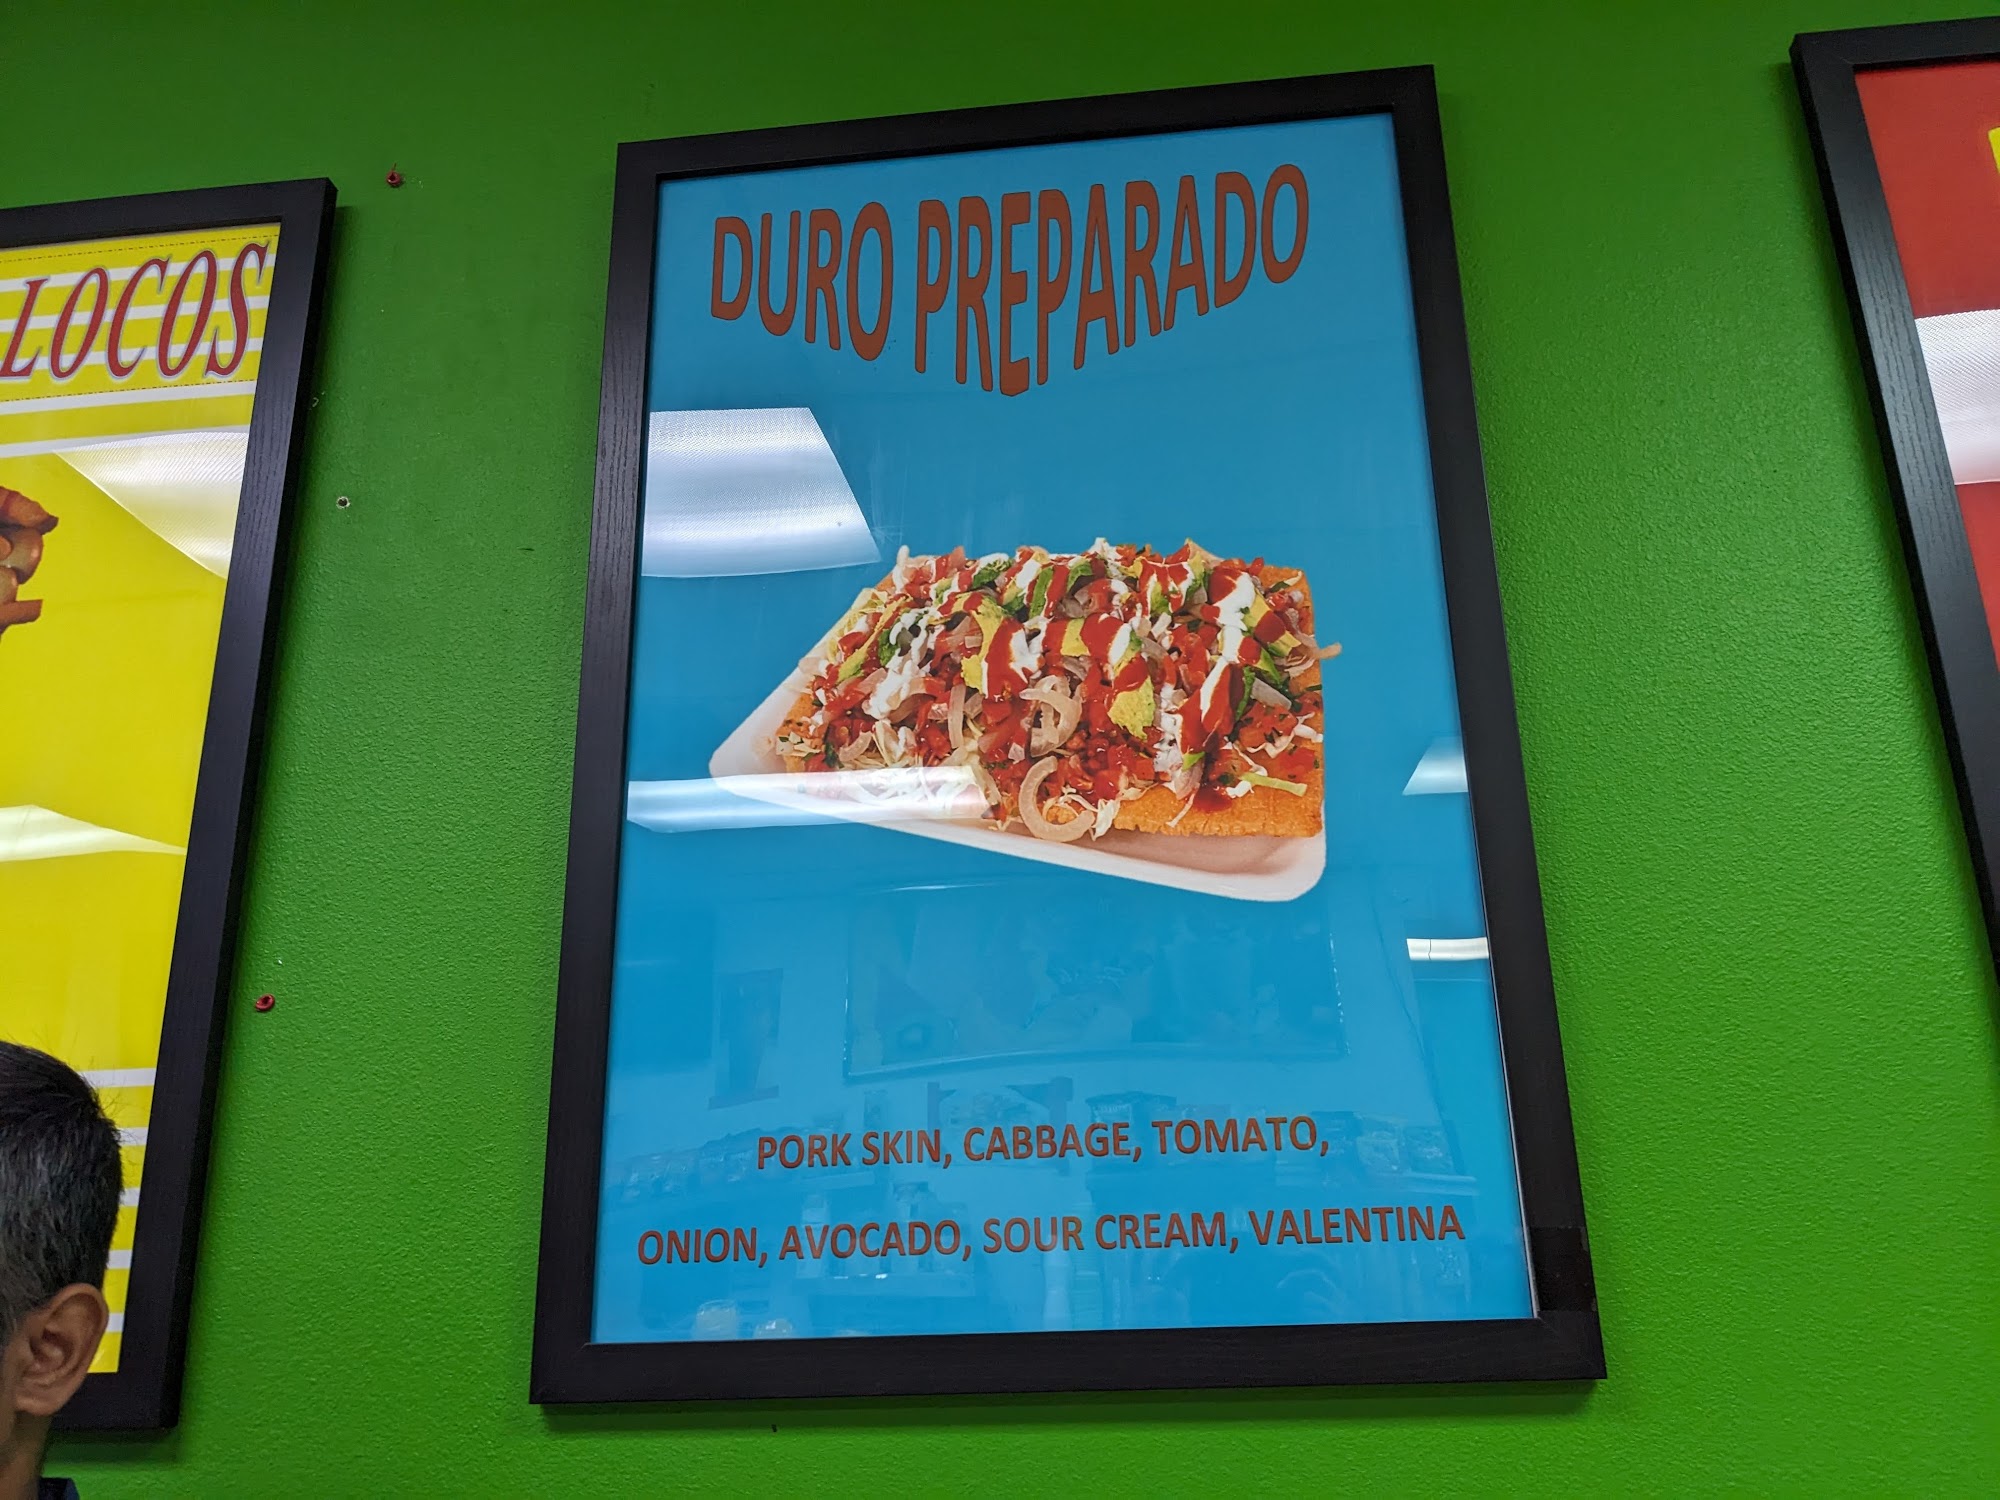 LOCOS
DURO PREPARADO
PORK SKIN, CABBAGE, TOMATO,
ONION, AVOCADO, SOUR CREAM, VALENTINA